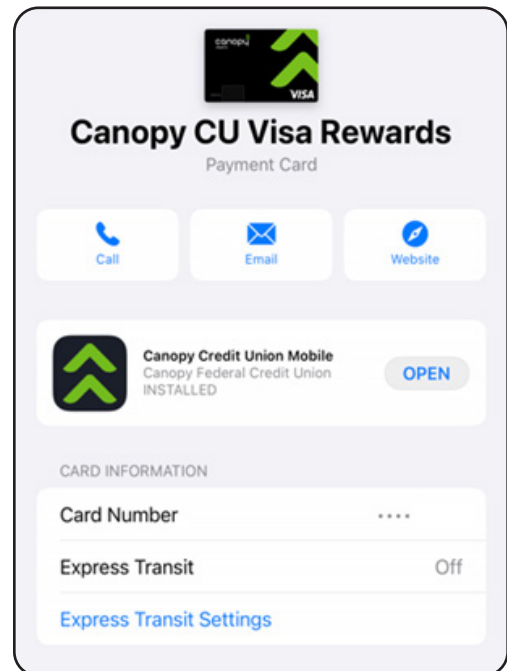 canopy
VISA
Canopy CU Visa Rewards
Payment Card
Call
Email
Website
Canopy Credit Union Mobile
Canopy Federal Credit Union
INSTALLED
OPEN
CARD INFORMATION
Card Number ····
Express Transit Off
Express Transit Settings